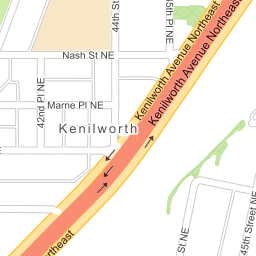 44th St
45th Pl NE
Nash St NE
Kenilworth Avenue Northeast
Kenilworth Avenue Northeast
Marne Pl NE
42nd Pl NE
Kenilworth
St NE
45th Street NE
Northeast